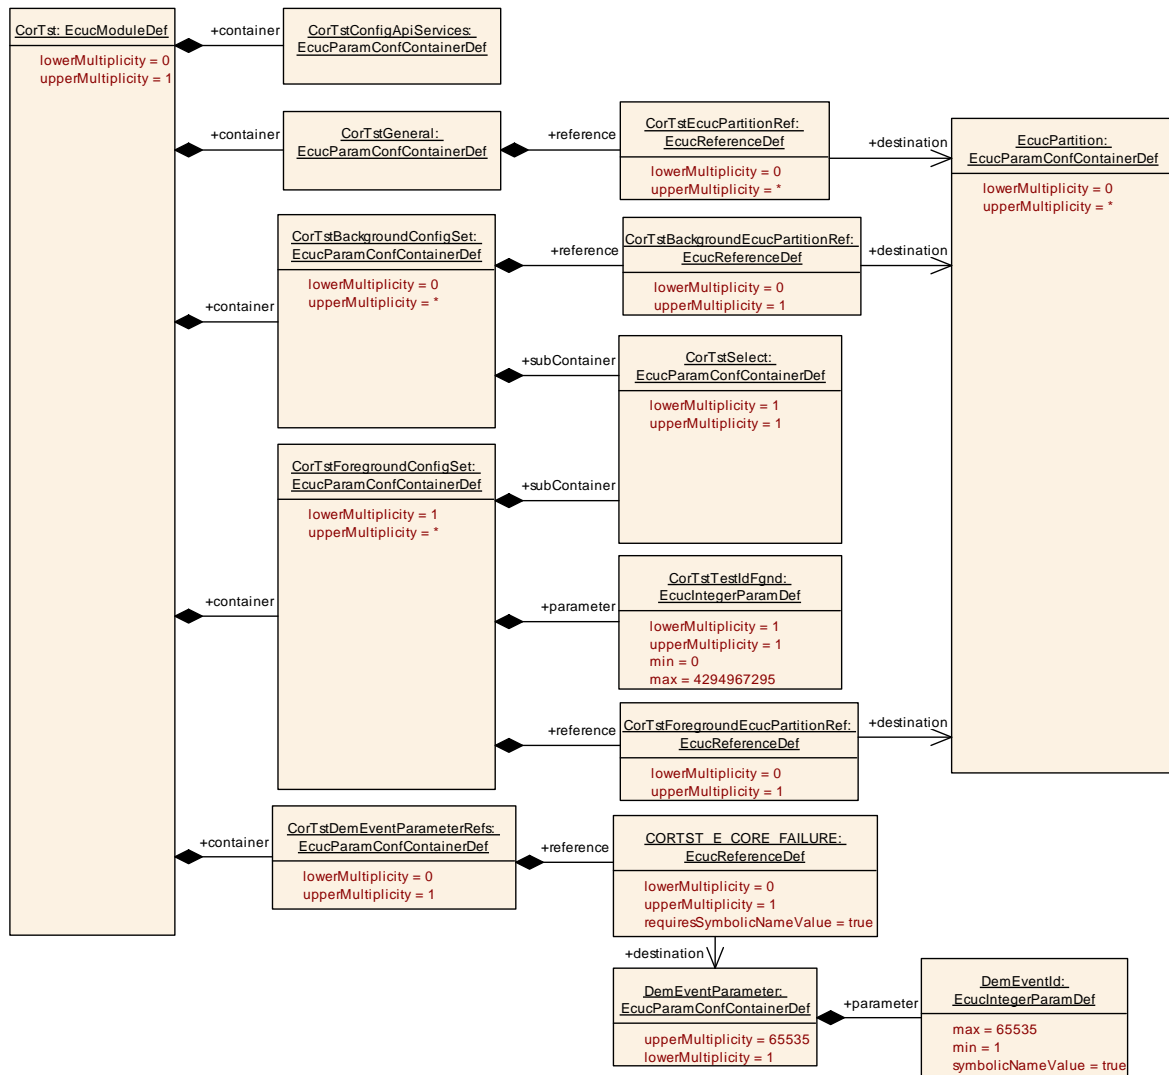 CorTst: EcucModuleDef
lowerMultiplicity = 0
upperMultiplicity = 1
+container
CorTstConfigApiServices:
EcucParamConfContainerDef
+container
CorTstGeneral:
EcucParamConfContainerDef
+reference
CorTstEcucPartitionRef:
EcucReferenceDef
lowerMultiplicity = 0
upperMultiplicity = *
+destination
EcucPartition:
EcucParamConfContainerDef
lowerMultiplicity = 0
upperMultiplicity = *
+container
CorTstBackgroundConfigSet:
EcucParamConfContainerDef
lowerMultiplicity = 0
upperMultiplicity = *
+reference
CorTstBackgroundEcucPartitionRef:
EcucReferenceDef
lowerMultiplicity = 0
upperMultiplicity = 1
+destination
+subContainer
CorTstSelect:
EcucParamConfContainerDef
lowerMultiplicity = 1
upperMultiplicity = 1
+container
CorTstForegroundConfigSet:
EcucParamConfContainerDef
lowerMultiplicity = 1
upperMultiplicity = *
+subContainer
+parameter
CorTstTestIdFgnd:
EcucIntegerParamDef
lowerMultiplicity = 1
upperMultiplicity = 1
min = 0
max = 4294967295
+reference
CorTstForegroundEcucPartitionRef:
EcucReferenceDef
lowerMultiplicity = 0
upperMultiplicity = 1
+destination
+container
CorTstDemEventParameterRefs:
EcucParamConfContainerDef
lowerMultiplicity = 0
upperMultiplicity = 1
+reference
CORTST_E_CORE_FAILURE:
EcucReferenceDef
lowerMultiplicity = 0
upperMultiplicity = 1
requiresSymbolicNameValue = true
+destination
DemEventParameter:
EcucParamConfContainerDef
upperMultiplicity = 65535
lowerMultiplicity = 1
+parameter
DemEventId:
EcucIntegerParamDef
max = 65535
min = 1
symbolicNameValue = true